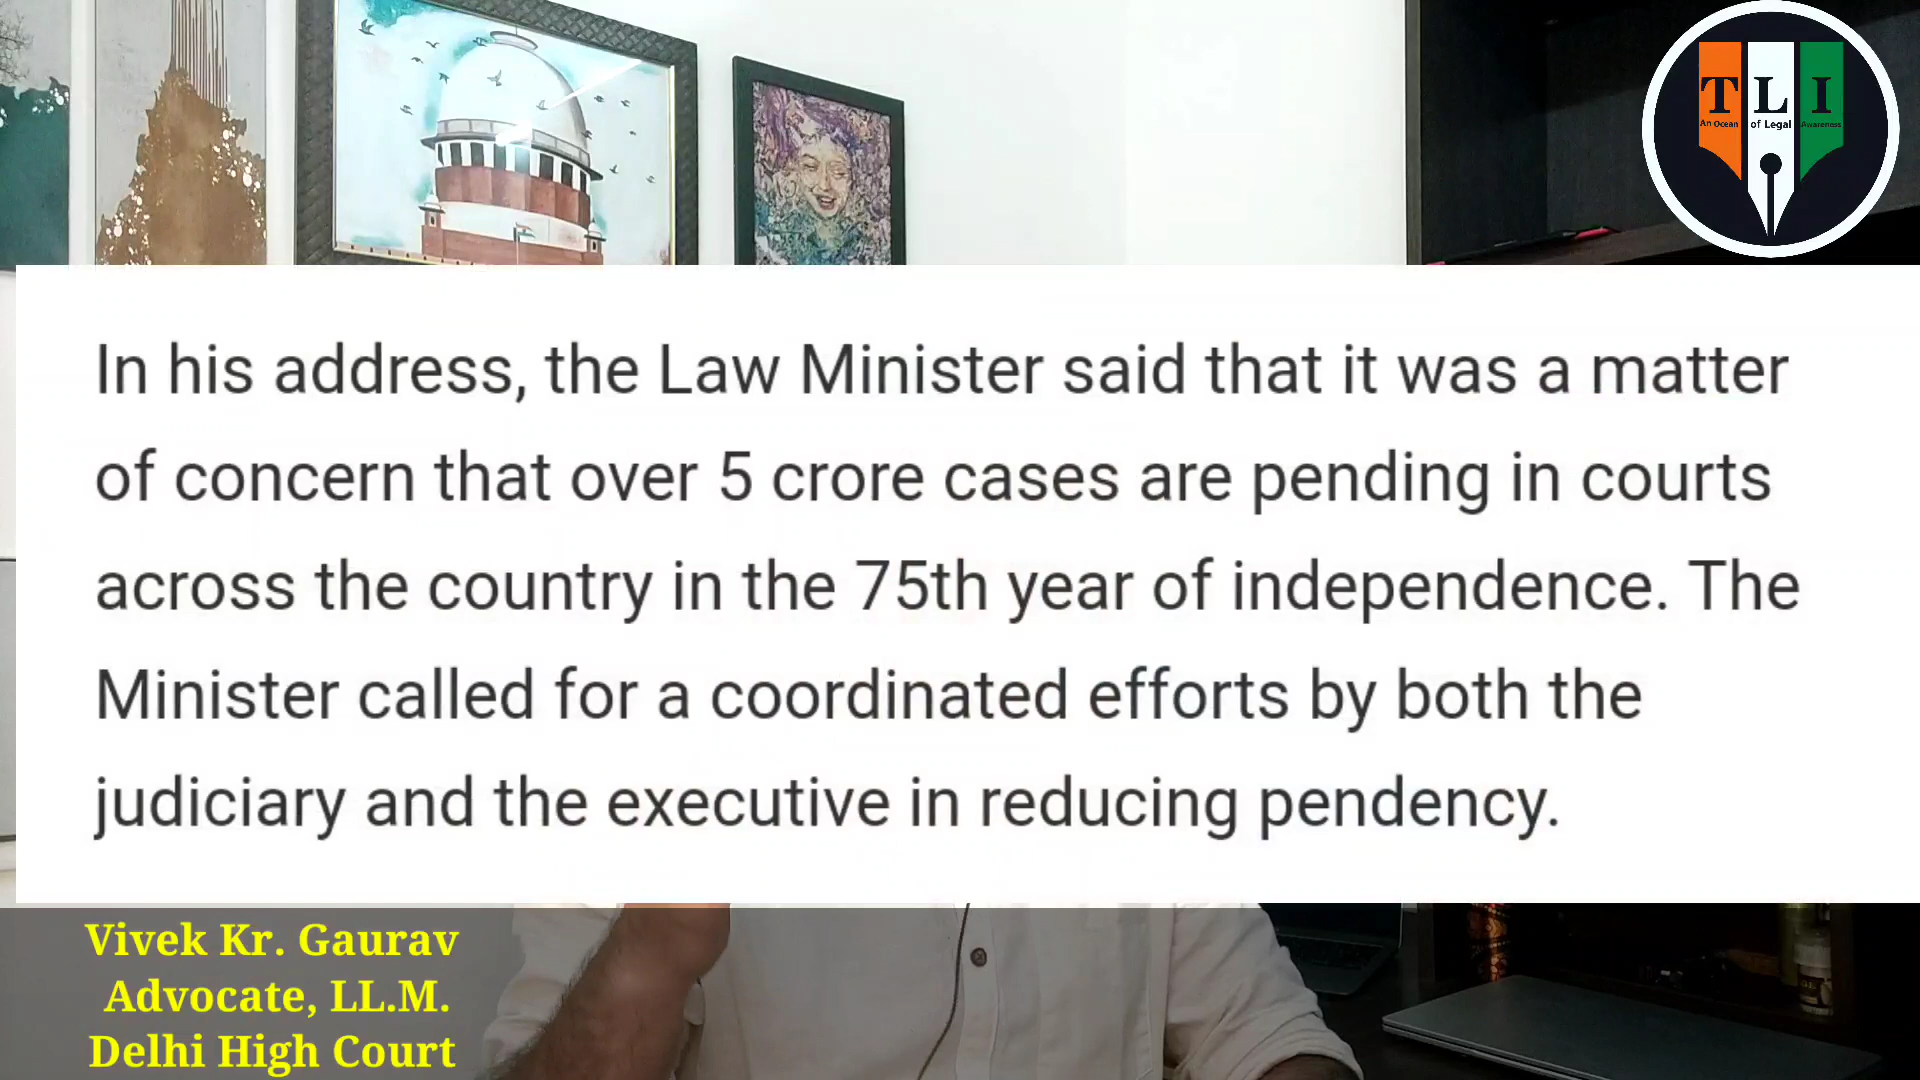 T L I
An Ocean of Legal Awareness
In his address, the Law Minister said that it was a matter
of concern that over 5 crore cases are pending in courts
across the country in the 75th year of independence. The
Minister called for a coordinated efforts by both the
judiciary and the executive in reducing pendency.
Vivek Kr. Gaurav
Advocate, LL.M.
Delhi High Court